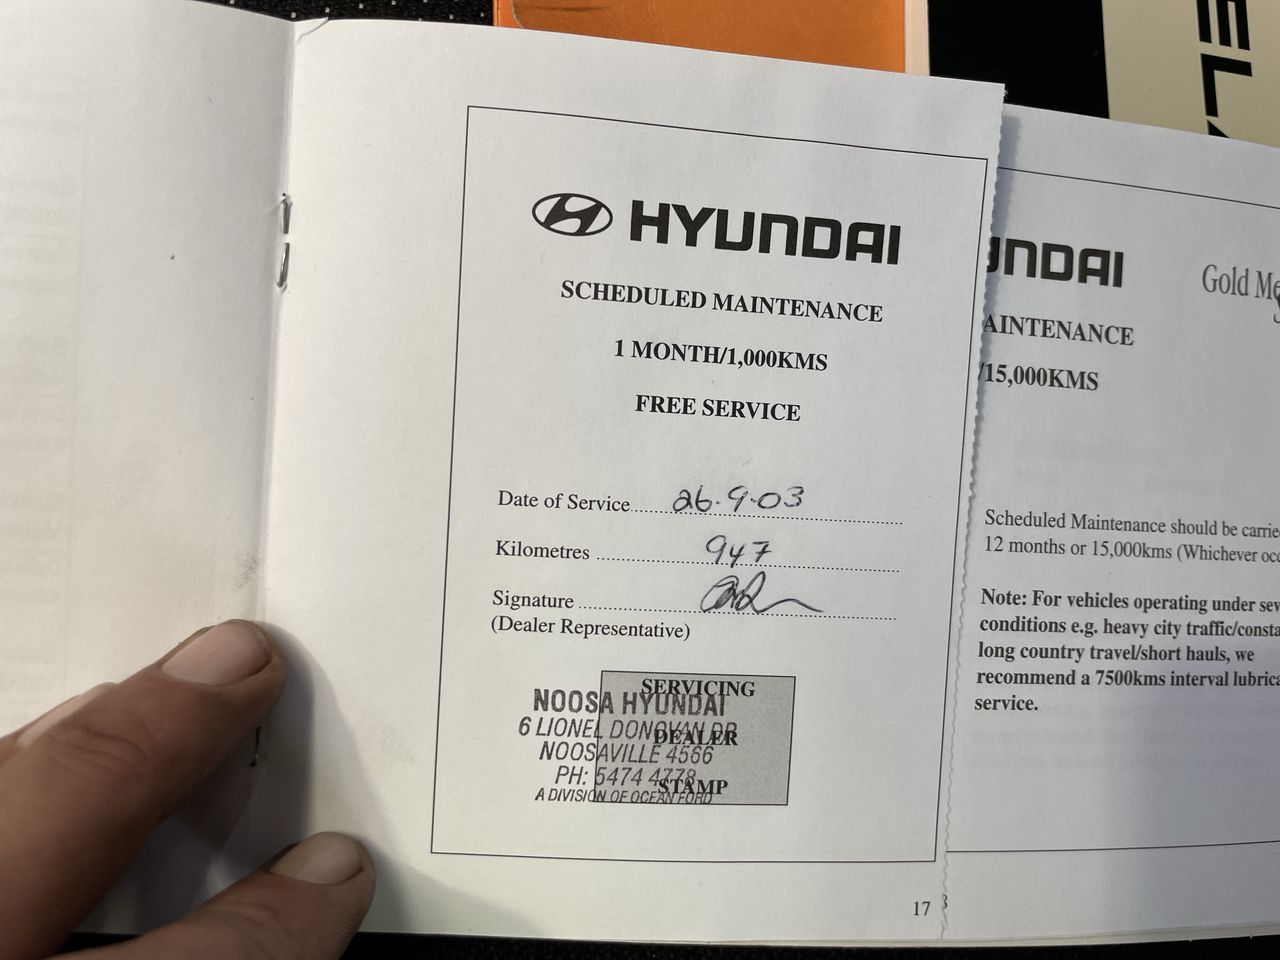 HYUNDAI
SCHEDULED MAINTENANCE
1 MONTH/1,000KMS
FREE SERVICE
Date of Service 26.9.03
Kilometres 947
Signature
(Dealer Representative)
SERVICING
DEALER
STAMP
NOOSA HYUNDAI
6 LIONEL DONOVAN DR
NOOSAVILLE 4566
PH: 5474 4778
A DIVISION OF OCEAN FORD
17
UNDAI
Gold Me
AINTENANCE
/15,000KMS
Scheduled Maintenance should be carrie
12 months or 15,000kms (Whichever occ
Note: For vehicles operating under sev
conditions e.g. heavy city traffic/consta
long country travel/short hauls, we
recommend a 7500kms interval lubrica
service.
EL